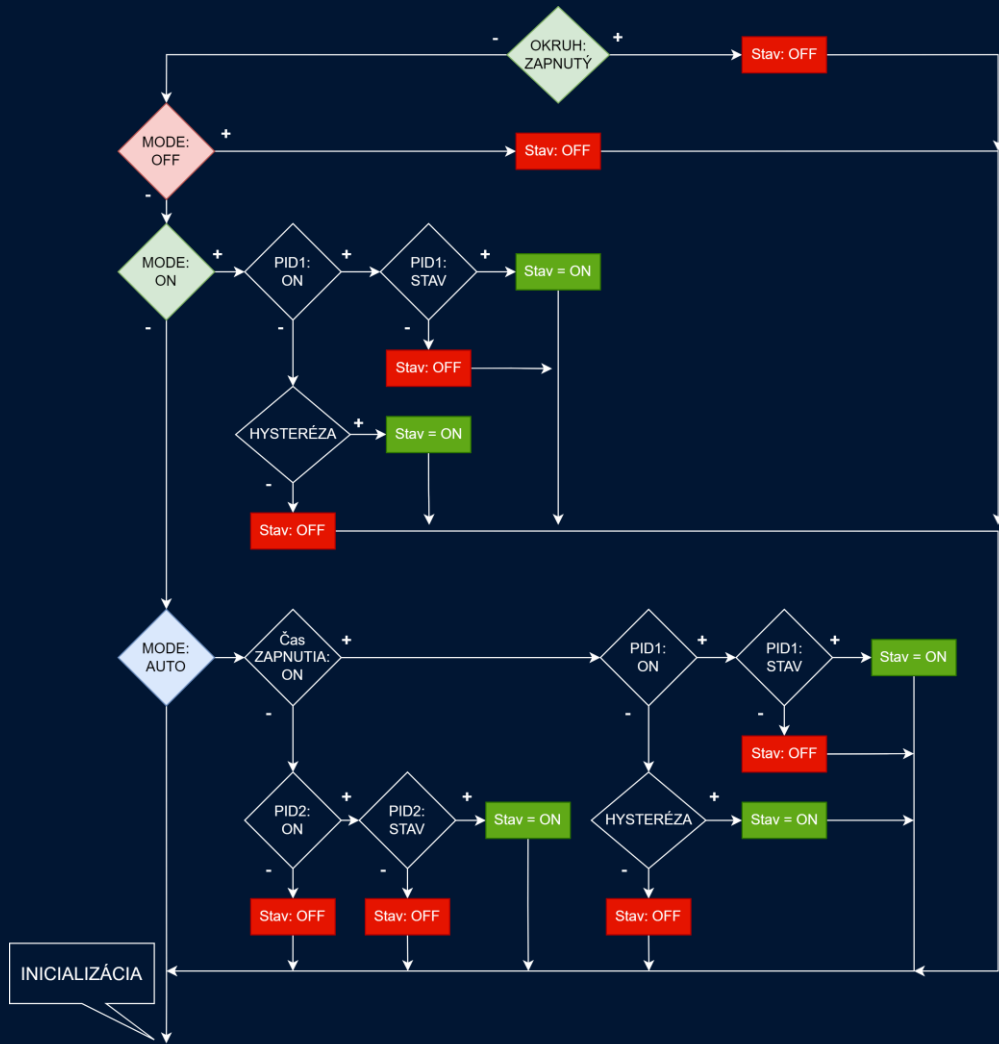 -
OKRUH:
ZAPNUTÝ
+
Stav: OFF
MODE:
OFF
+
Stav: OFF
-
MODE:
ON
+
PID1:
ON
+
PID1:
STAV
+
Stav = ON
-
-
-
Stav: OFF
HYSTERÉZA
+
Stav = ON
-
Stav: OFF
MODE:
AUTO
Čas
ZAPNUTIA:
ON
+
PID1:
ON
+
PID1:
STAV
+
Stav = ON
-
-
-
Stav: OFF
PID2:
ON
+
PID2:
STAV
+
Stav = ON
HYSTERÉZA
+
Stav = ON
-
-
-
Stav: OFF
Stav: OFF
Stav: OFF
INICIALIZÁCIA